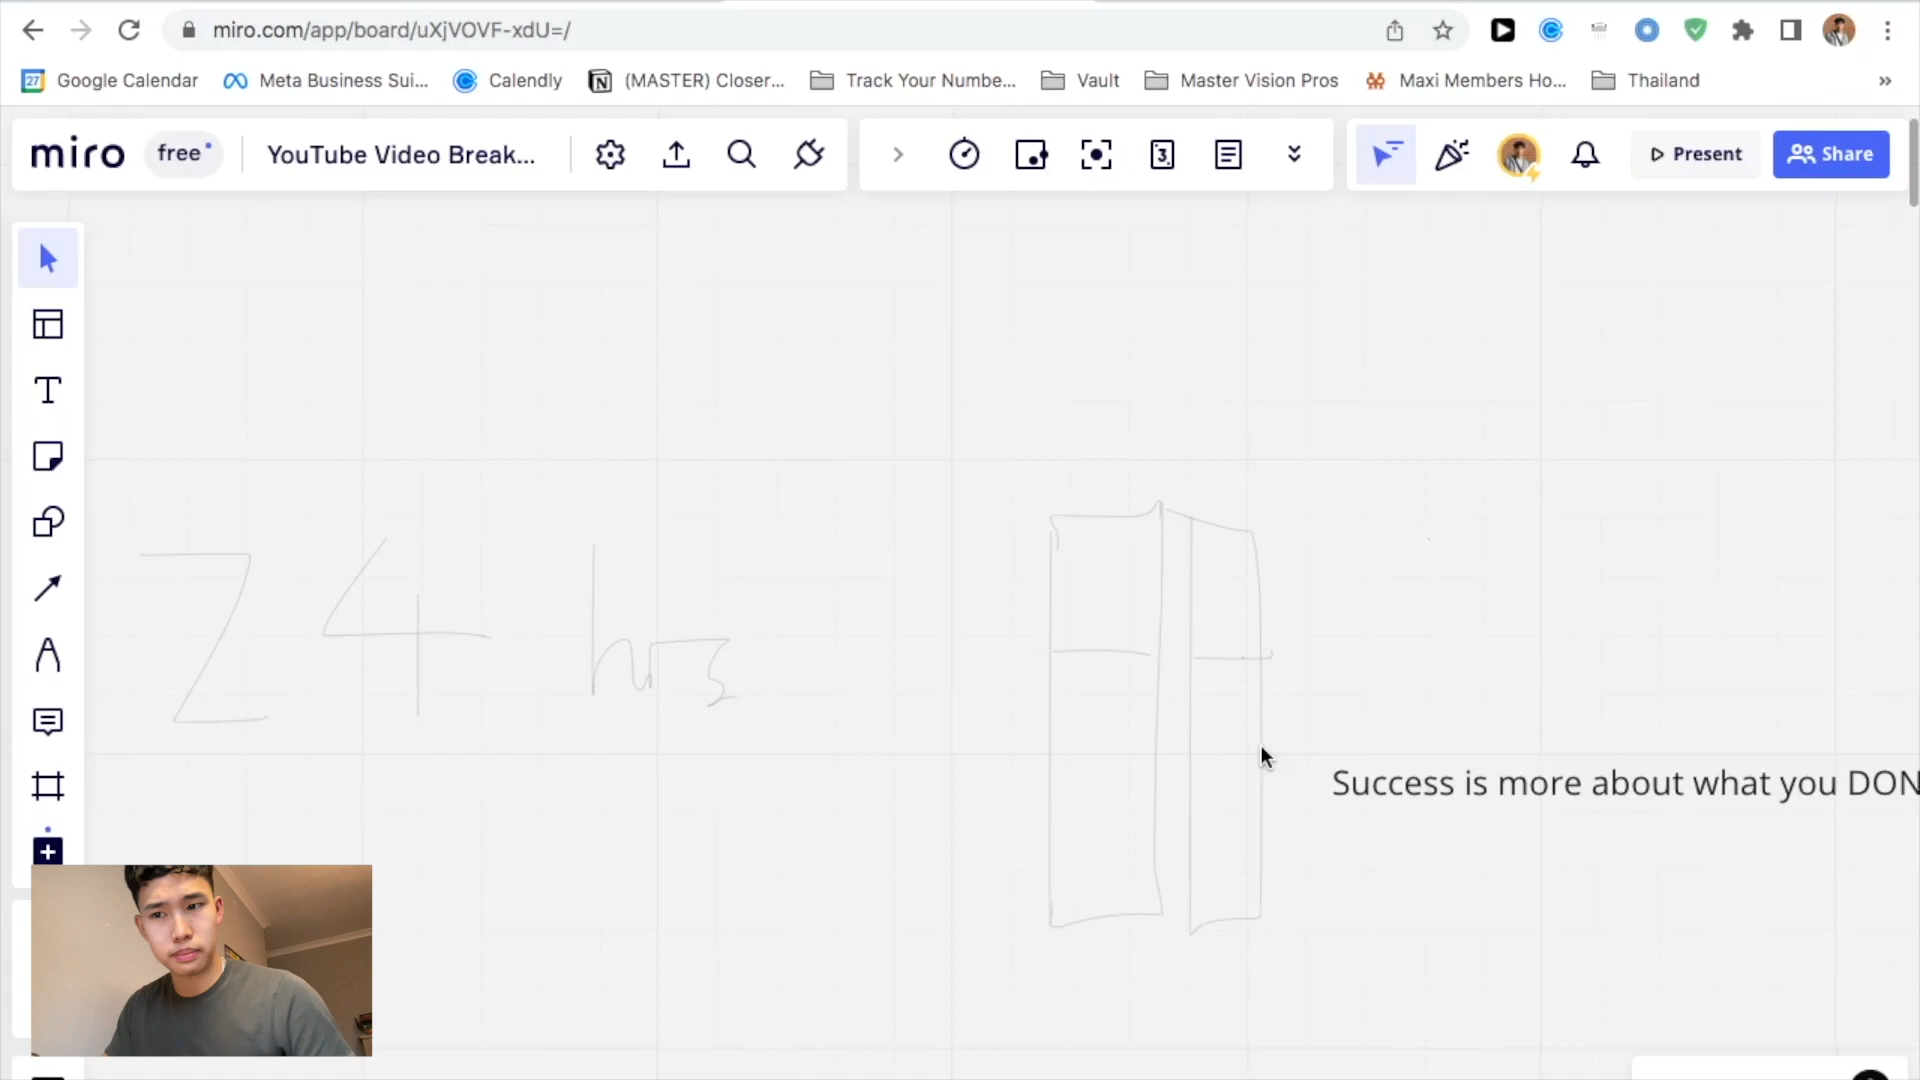 miro.com/app/board/uXjVOVF-xdU=/
27 Google Calendar Meta Business Sui... Calendly (MASTER) Closer... Track Your Numbe... Vault Master Vision Pros Maxi Members Ho... Thailand »
miro free YouTube Video Break... 3 Present Share
24 hrs
Success is more about what you DON